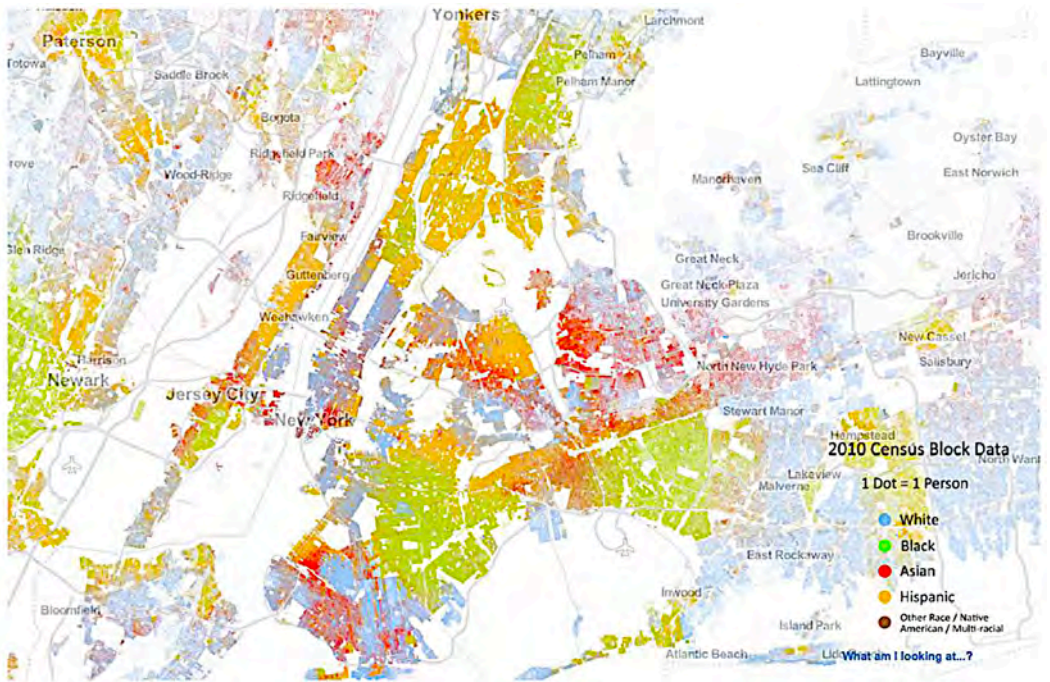 Yonkers
Larchmont
Paterson
Pelham
Bayville
Totowa
Saddle Brock
Pelham Manor
Lattingtown
Bogota
Oyster Bay
Ridgefield Park
rove
Wood-Ridge
Manorhaven
Sea Cliff
East Norwich
Ridgefield
Glen Ridge
Fairview
Brookville
Great Neck
Guttenberg
Jericho
Great Neck Plaza
University Gardens
Weehawken
New Cassel
Harrison
Salisbury
Newark
North New Hyde Park
Jersey City
New York
Stewart Manor
Hempstead
2010 Census Block Data
North Want
Lakeview
Malverne
1 Dot = 1 Person
White
Black
East Rockaway
Asian
Inwood
Hispanic
Bloomfield
Other Race / Native
American / Multi-racial
Island Park
Atlantic Beach
What am I looking at...?